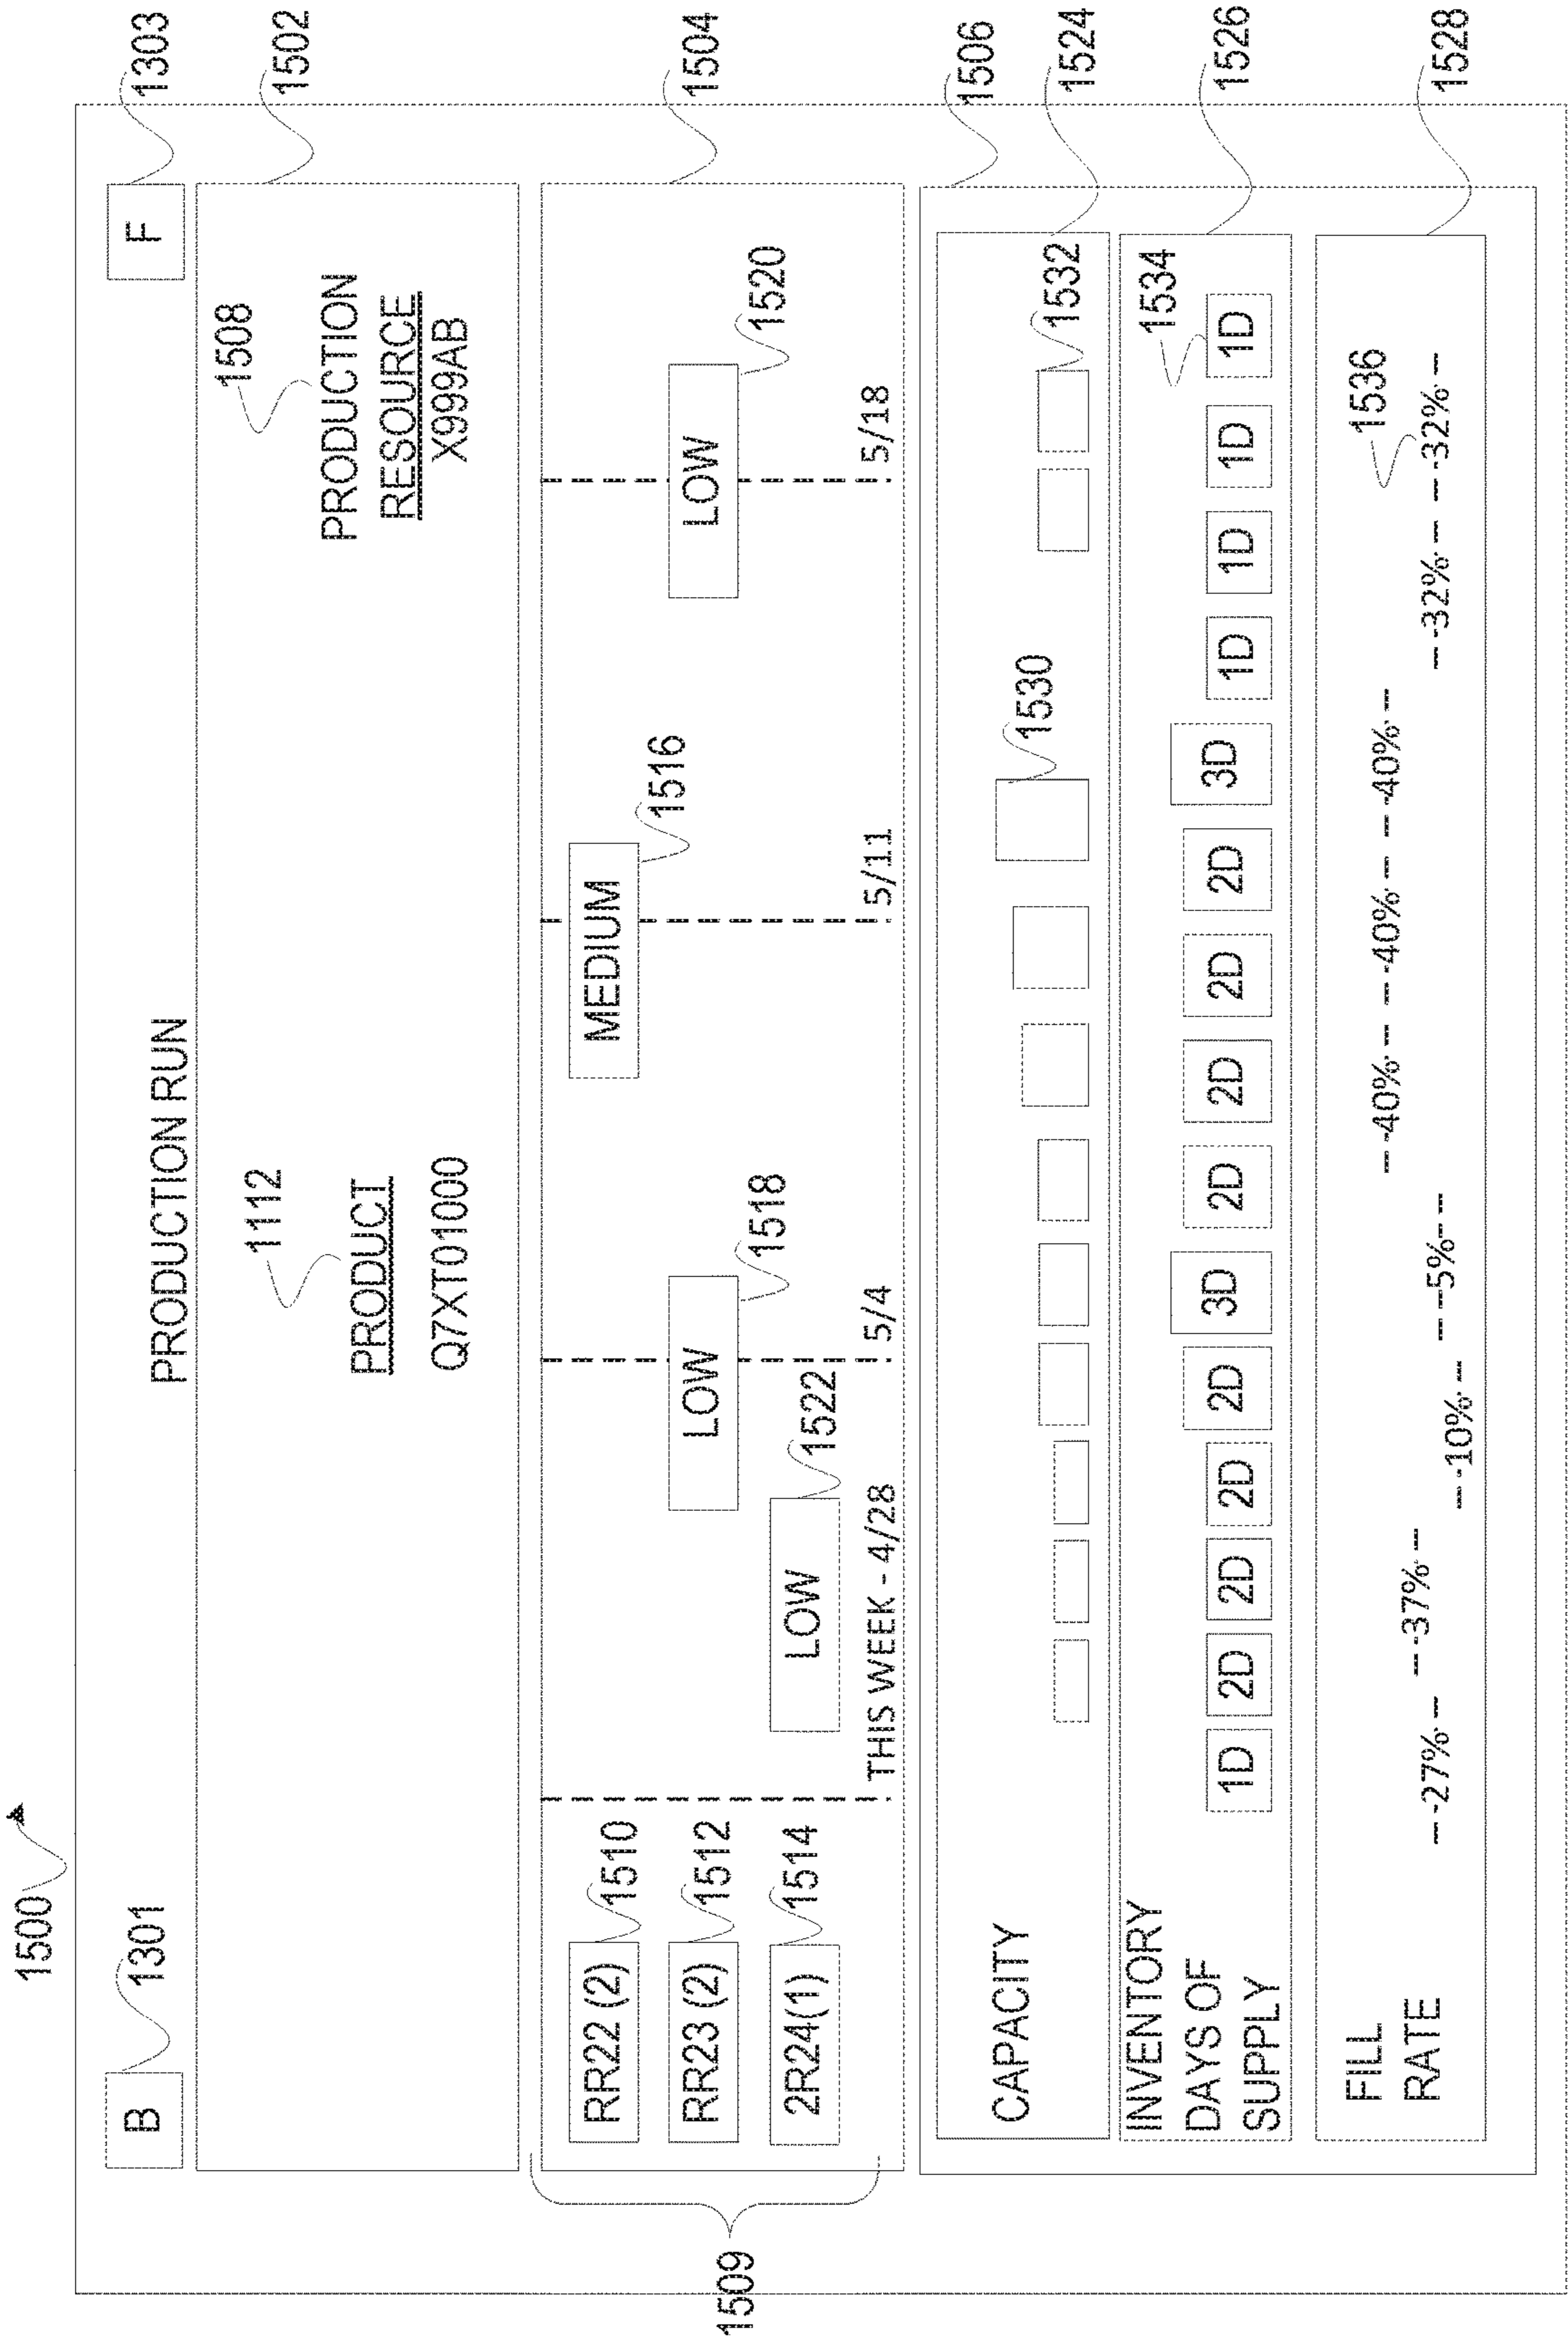 1500
B
1301
PRODUCTION RUN
F
1303
1502
1112
PRODUCT
Q7XT01000
1508
PRODUCTION
RESOURCE
X999AB
1504
1509
RR22 (2)
1510
MEDIUM
1516
RR23 (2)
1512
LOW
1518
LOW
1520
2R24(1)
1514
LOW
1522
THIS WEEK - 4/28
5/4
5/11
5/18
1506
CAPACITY
1530
1532
1524
INVENTORY
DAYS OF
SUPPLY
1D 2D 2D 2D 2D 3D 2D 2D 2D 2D 3D 1D 1D 1D 1D
1534
1526
FILL
RATE
--27%-- --37%-- --10%-- --5%-- --40%-- --40%-- --40%-- --32%-- --32%--
1536
1528